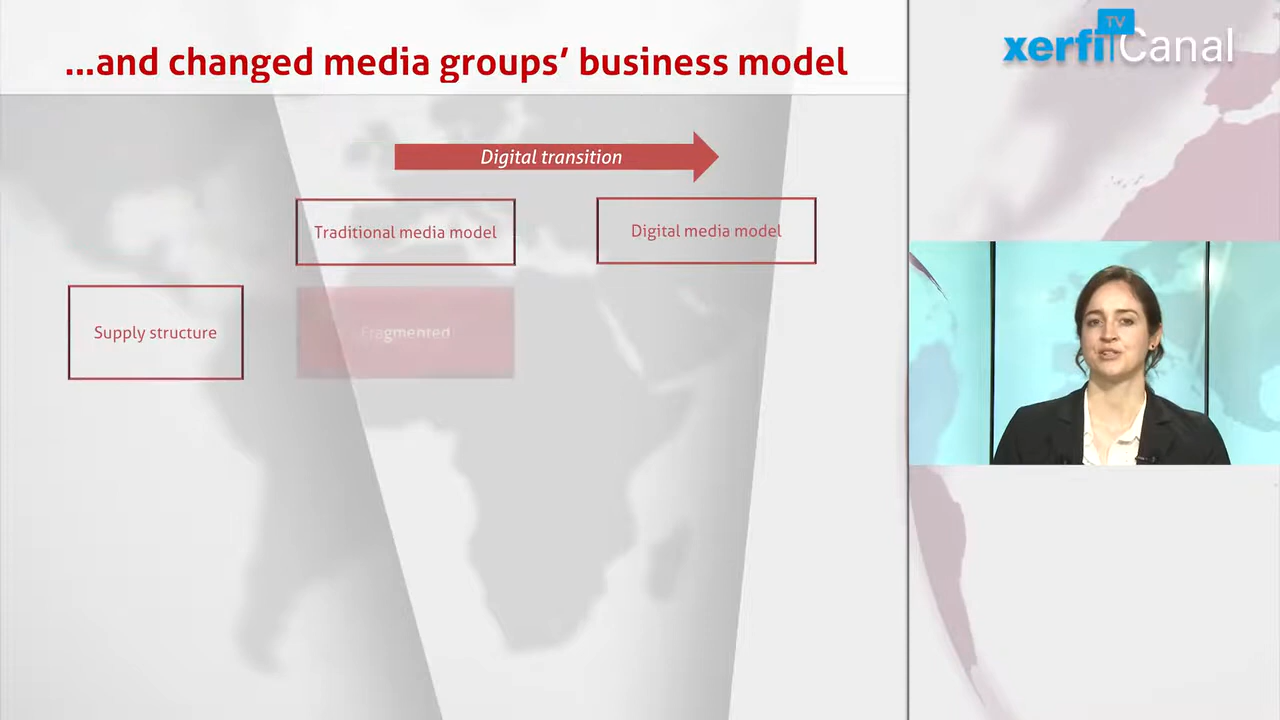 ...and changed media groups’ business model
TV
xerfi Canal
Digital transition
Traditional media model
Digital media model
Supply structure
Fragmented